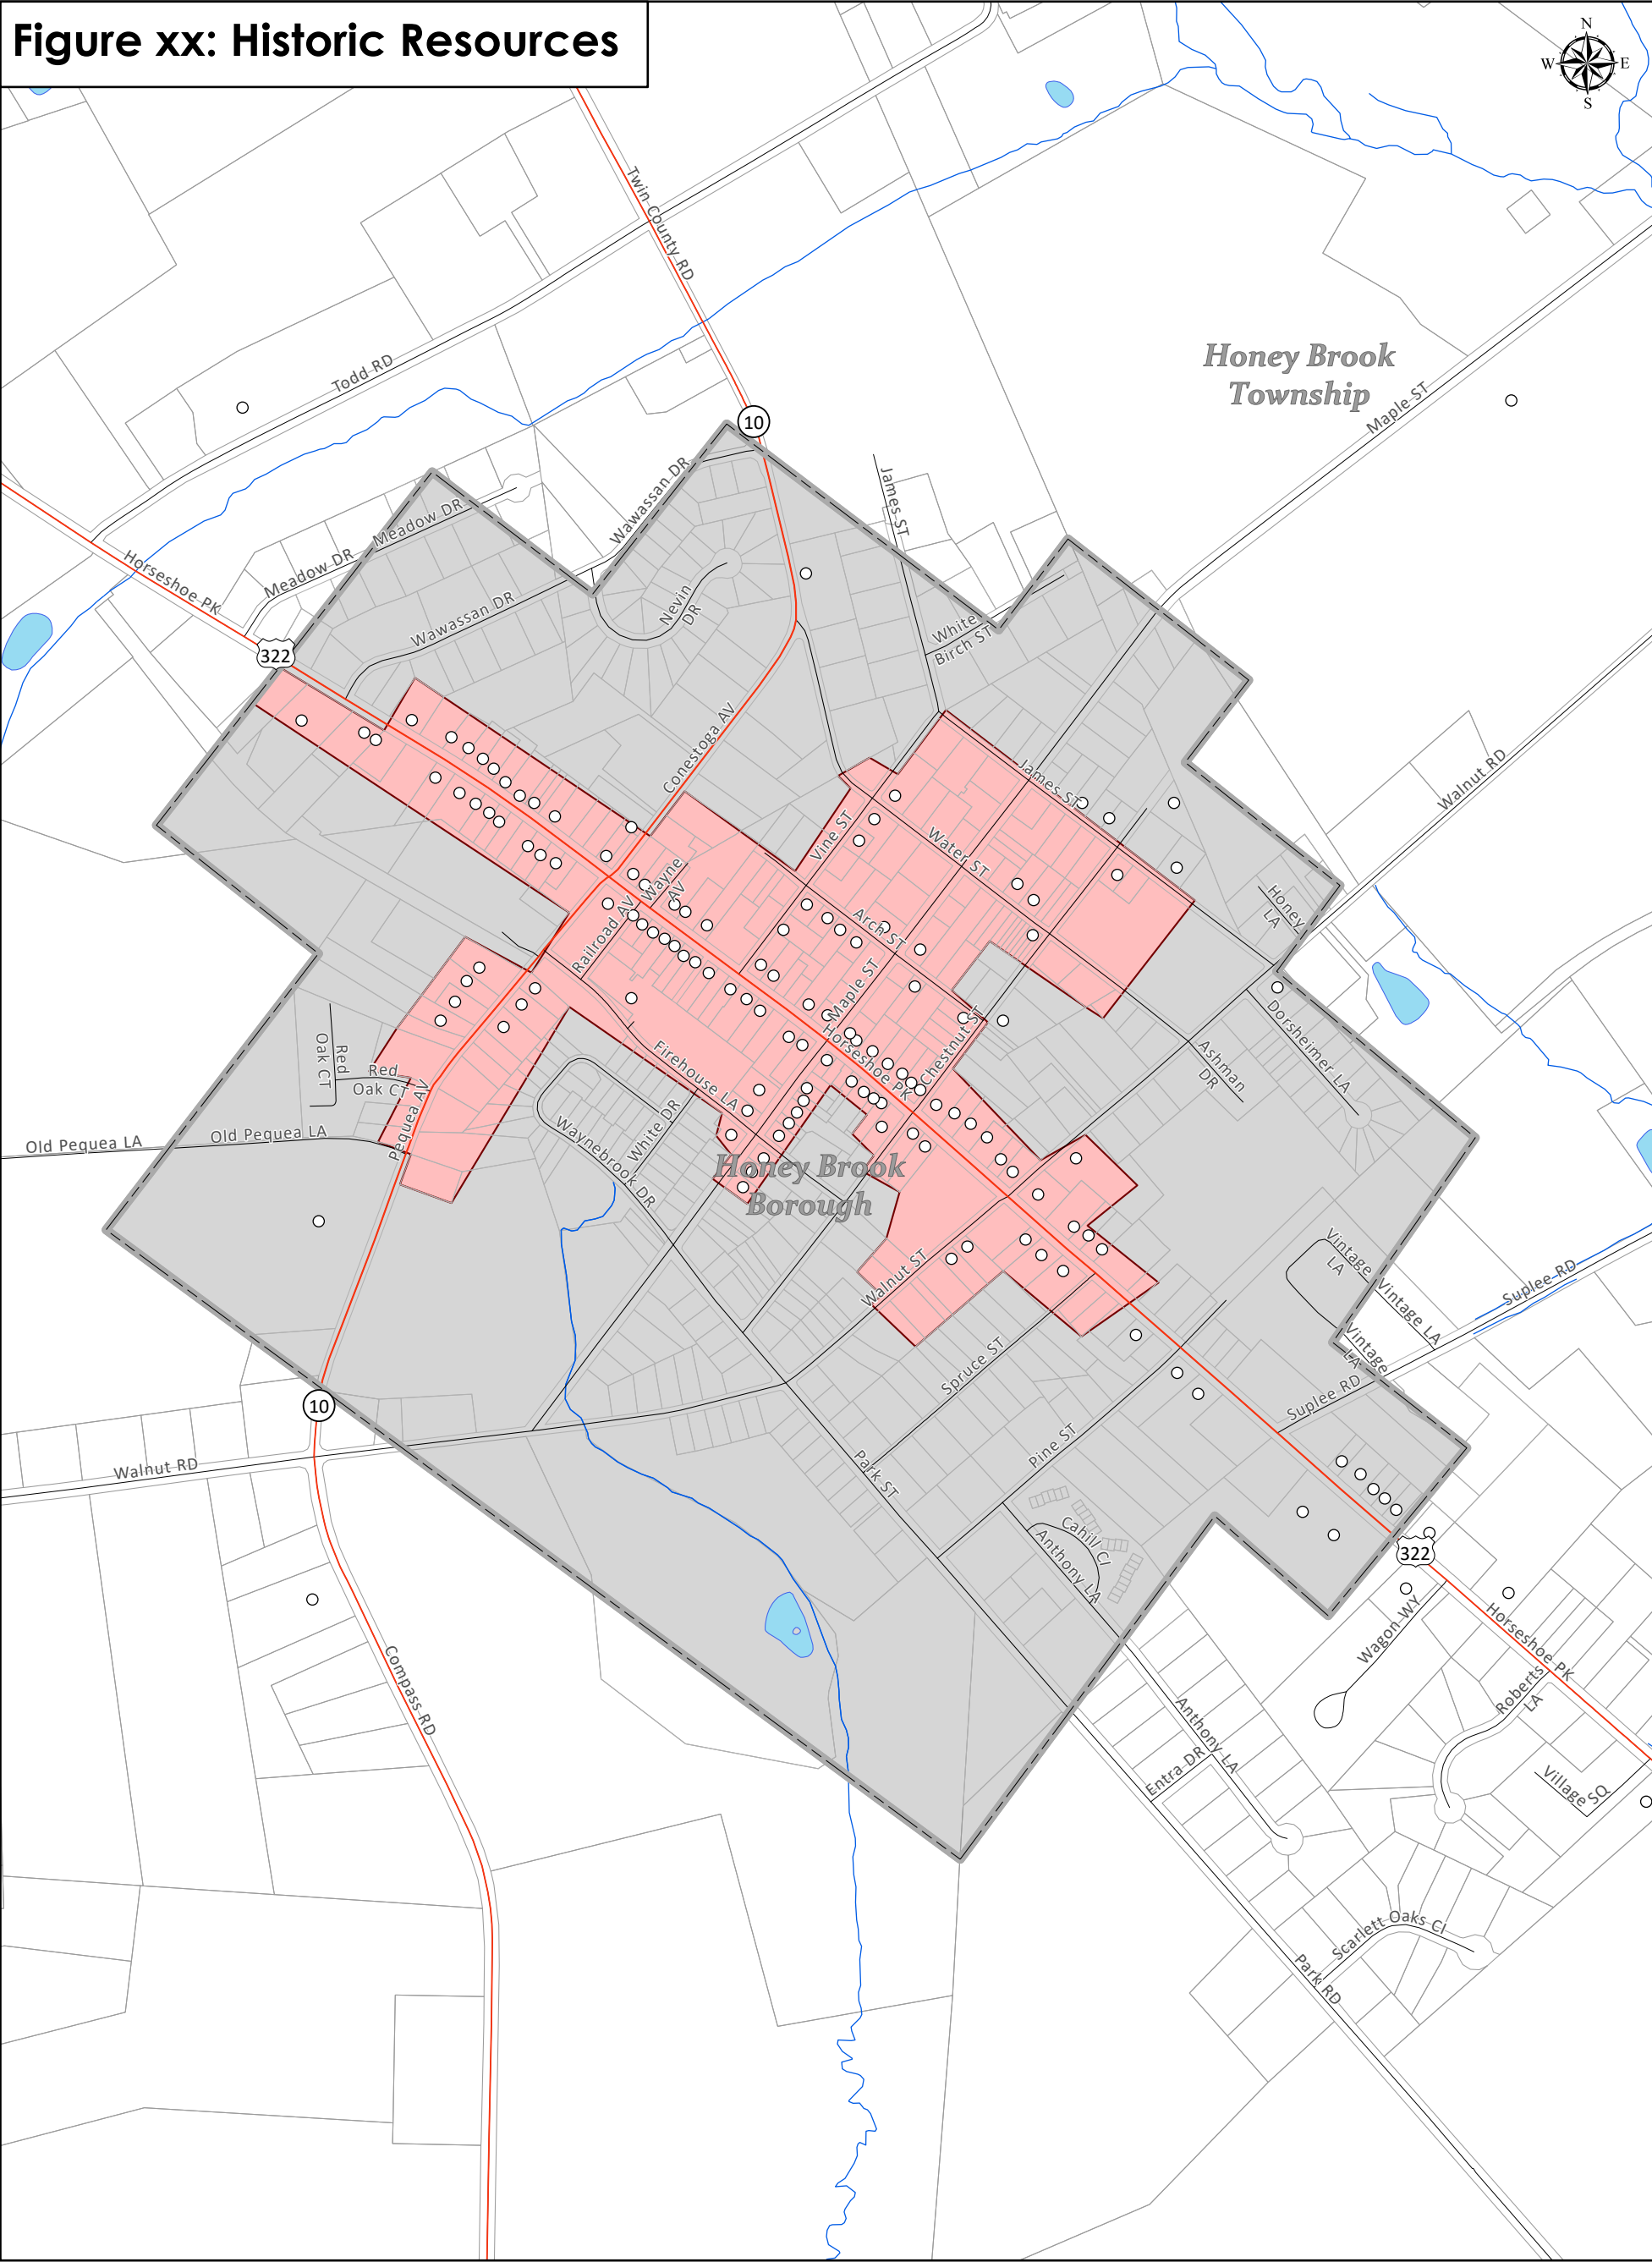 Figure xx: Historic Resources
N
W
E
S
Twin County RD
Todd RD
Honey Brook
Township
Maple ST
10
James ST
Wawassan DR
Meadow DR
Meadow DR
Horseshoe PK
322
Wawassan DR
Nevin
DR
White
Birch ST
Conestoga AV
James ST
Walnut RD
Vine ST
Water ST
Wayne
AV
Railroad AV
Arch ST
Honey
LA
Maple ST
Dorsheimer LA
Red
Oak CT
Red
Oak CT
Horseshoe PK
Chestnut ST
Ashman
DR
Firehouse LA
Pequea AV
Old Pequea LA
Old Pequea LA
White DR
Waynebrook DR
Honey Brook
Borough
Walnut ST
Vintage
LA
Vintage LA
Suplee RD
Vintage
LA
Suplee RD
Spruce ST
Pine ST
10
Walnut RD
Park ST
Cahill CI
Anthony LA
322
Wagon WY
Horseshoe PK
Roberts
LA
Compass RD
Anthony LA
Entra DR
Village SQ
Scarlett Oaks CI
Park RD